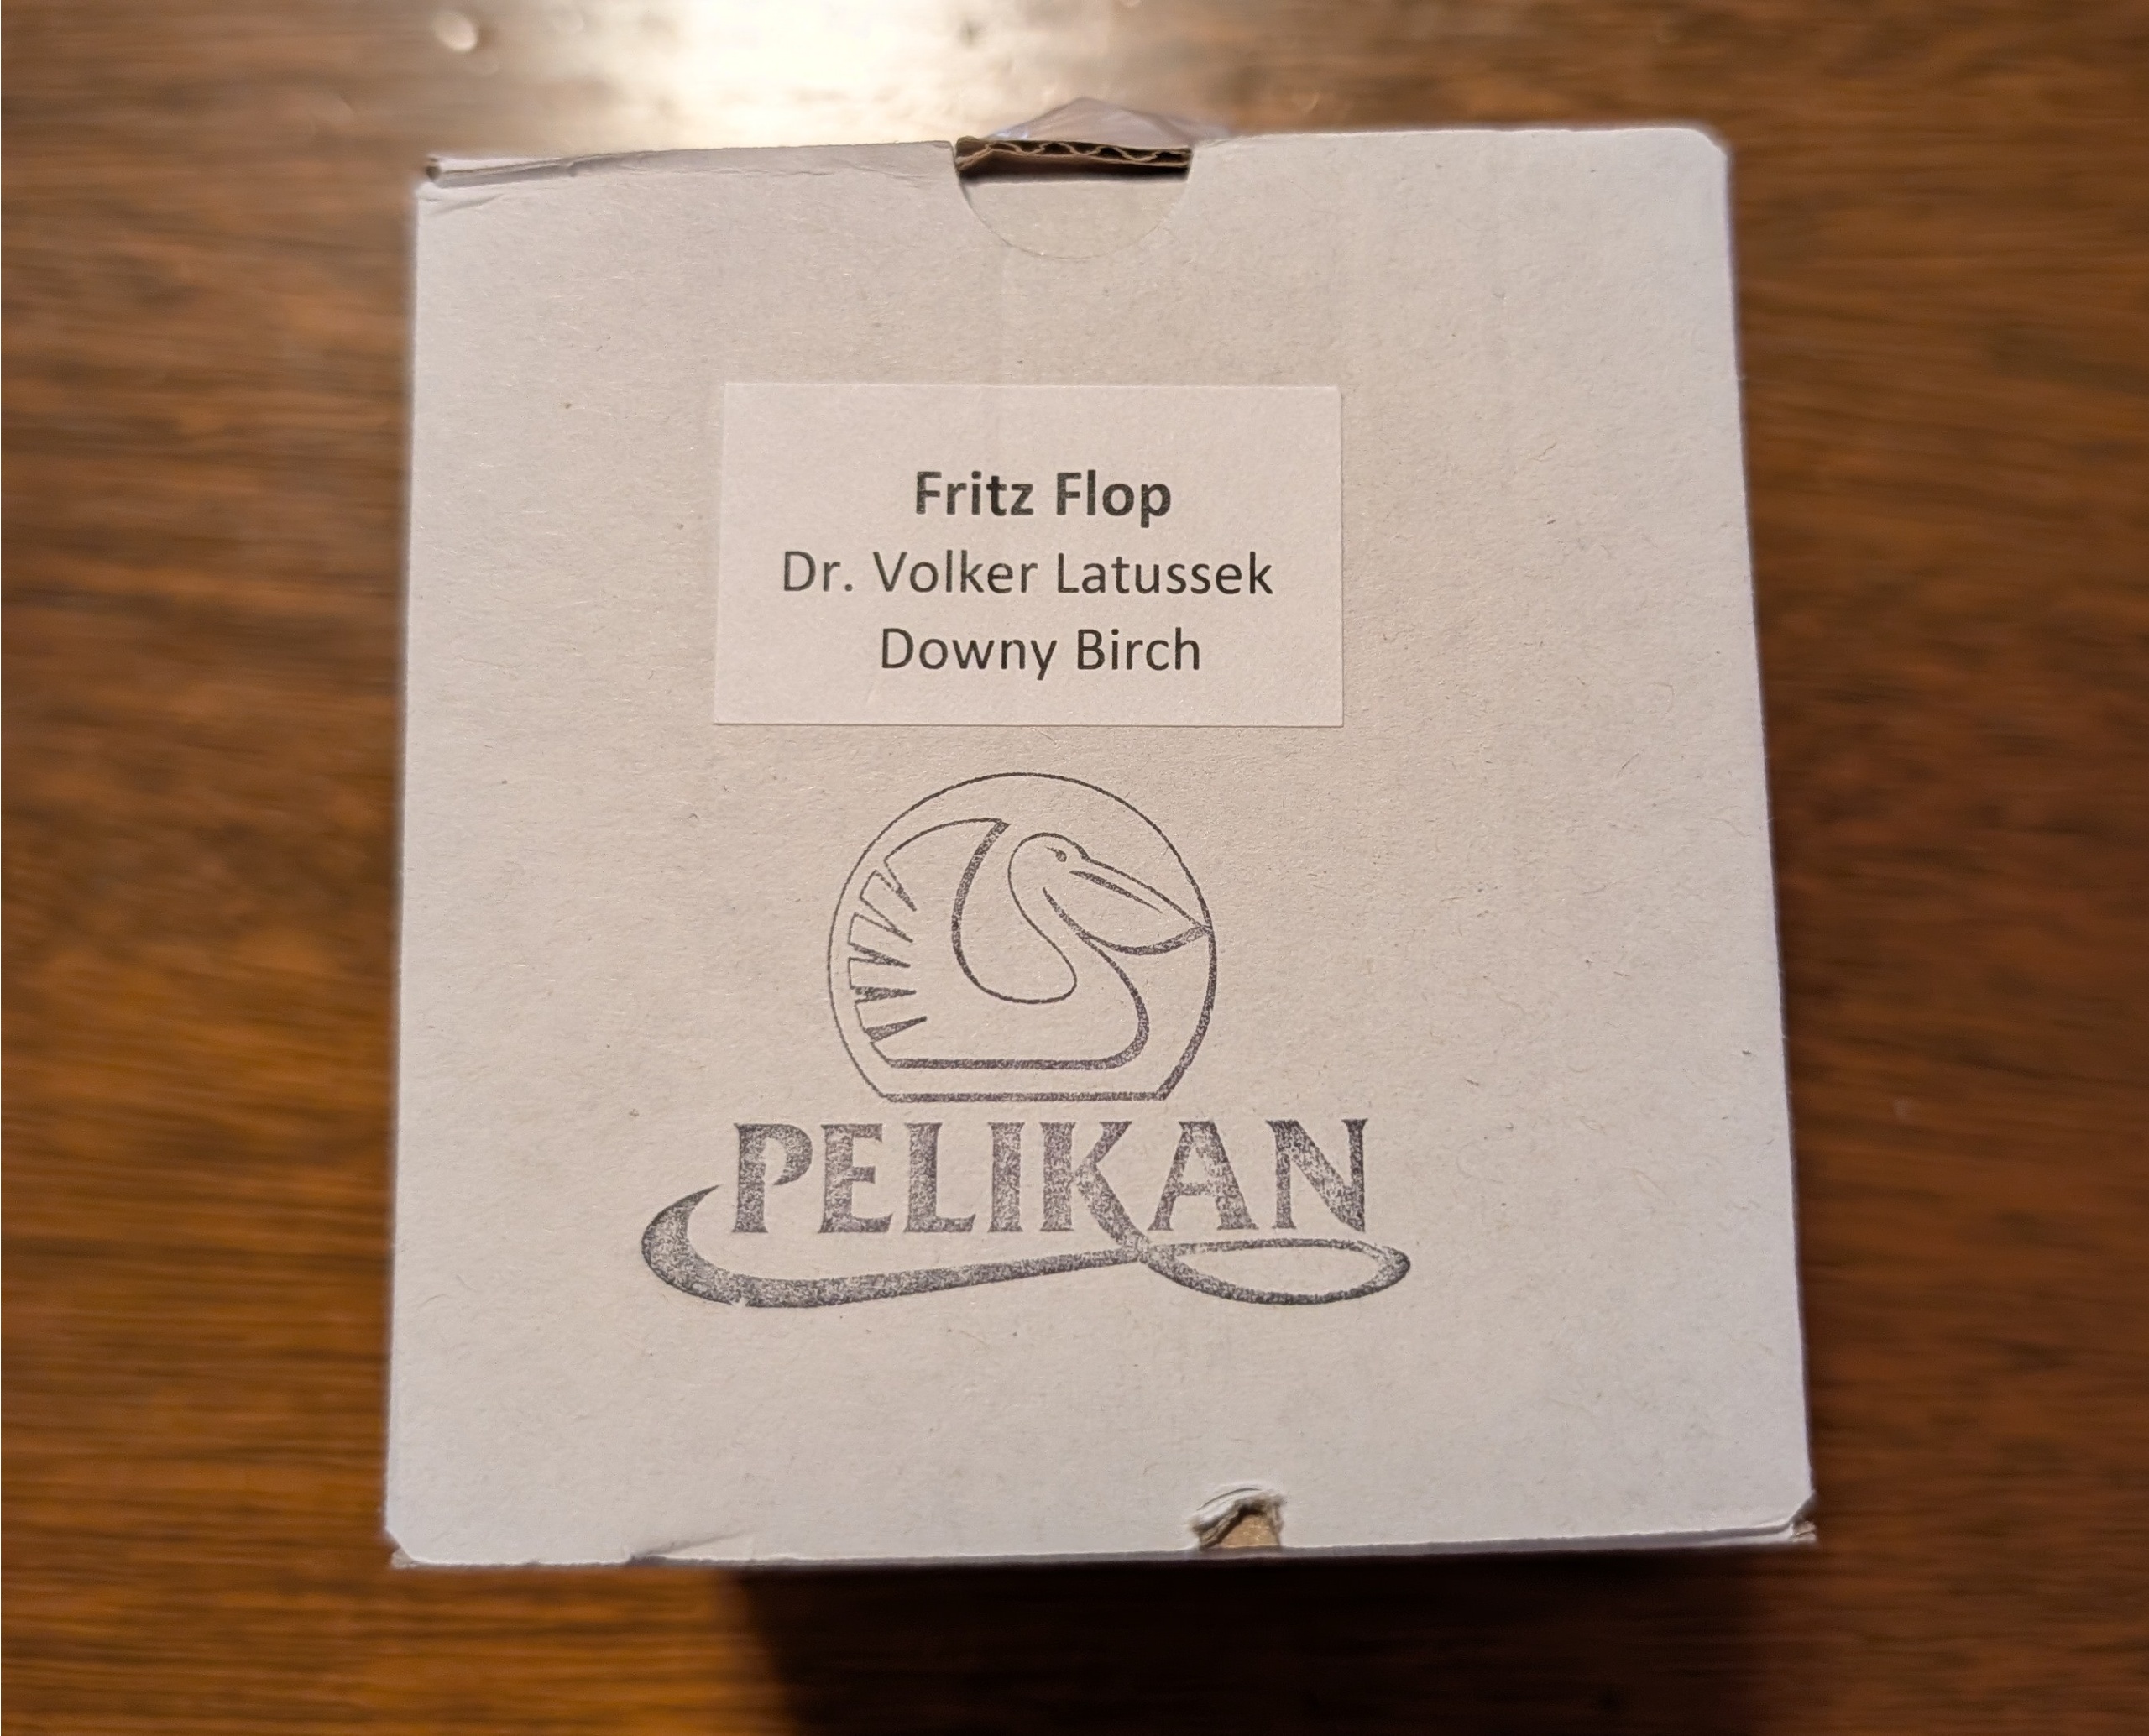 Fritz Flop
Dr. Volker Latussek
Downy Birch
PELIKAN